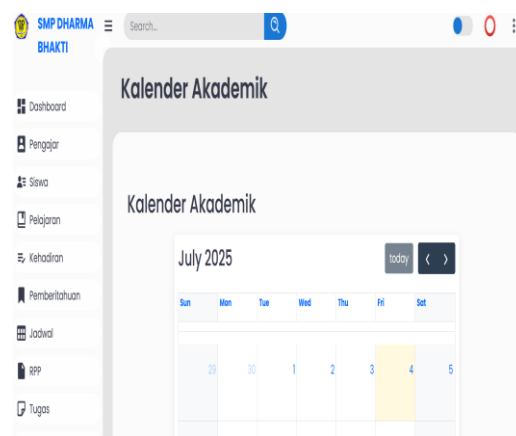 SMP DHARMA
BHAKTI
Search...
Kalender Akademik
Dashboard
Pengajar
Siswa
Pelajaran
Kehadiran
Pemberitahuan
Jadwal
RPP
Tugas
Kalender Akademik
July 2025
today
Sun Mon Tue Wed Thu Fri Sat
29 30 1 2 3 4 5